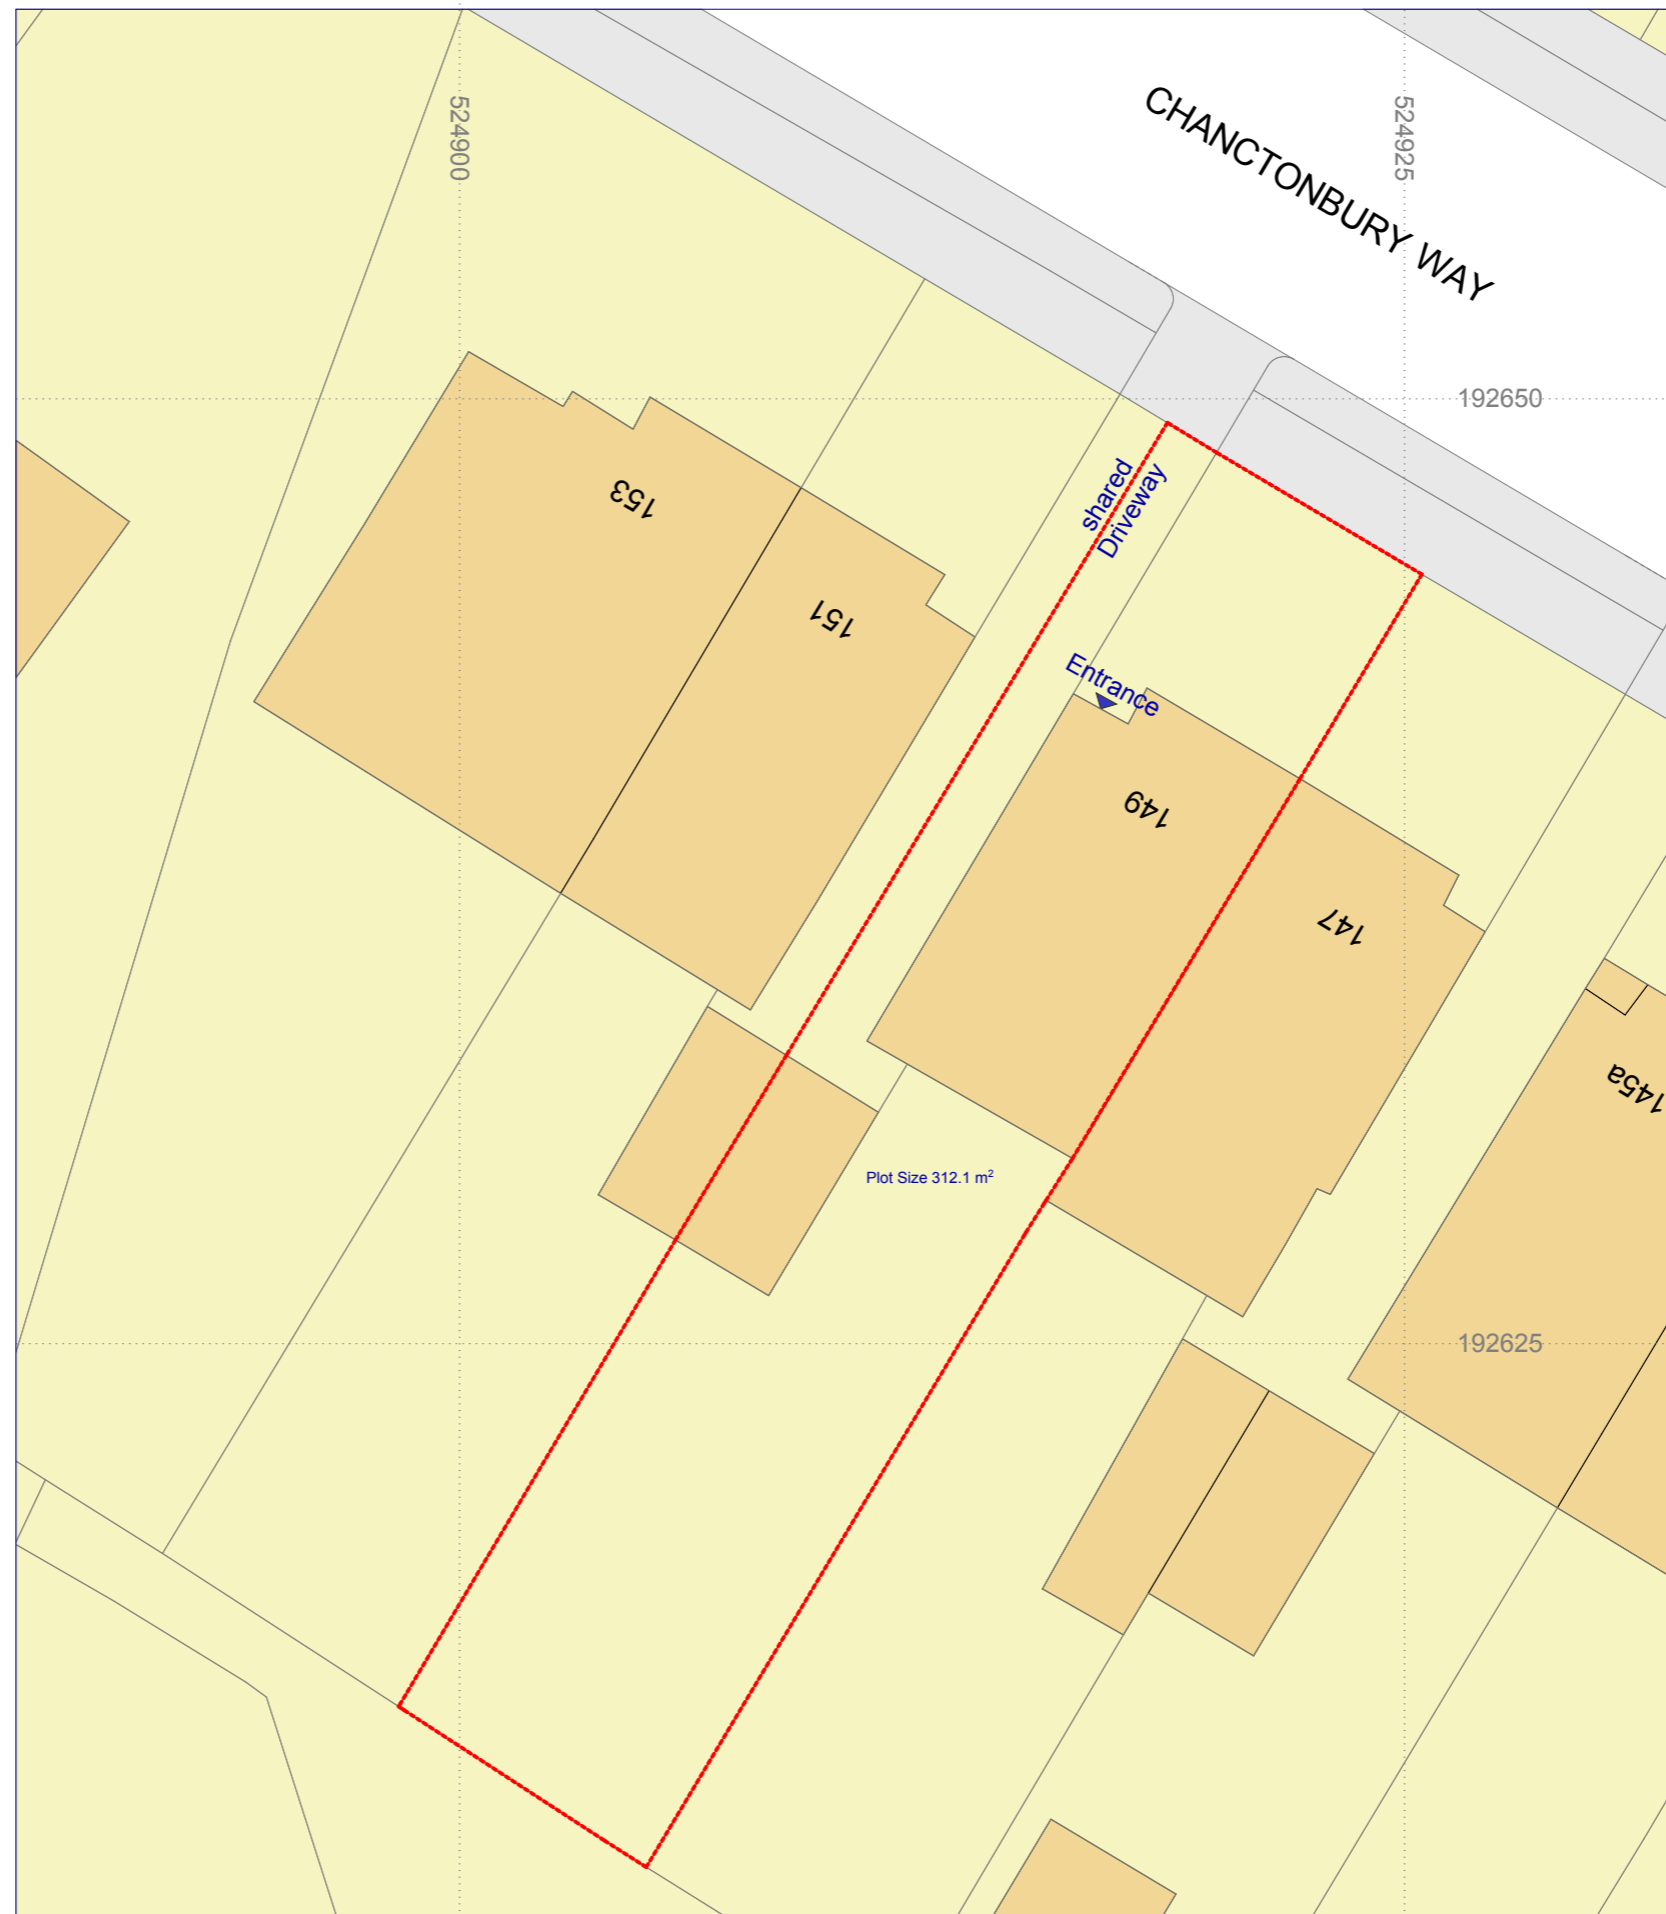 524900
524925
CHANCTONBURY WAY
192650
shared
Driveway
153
151
Entrance
149
147
145a
Plot Size 312.1 m²
192625